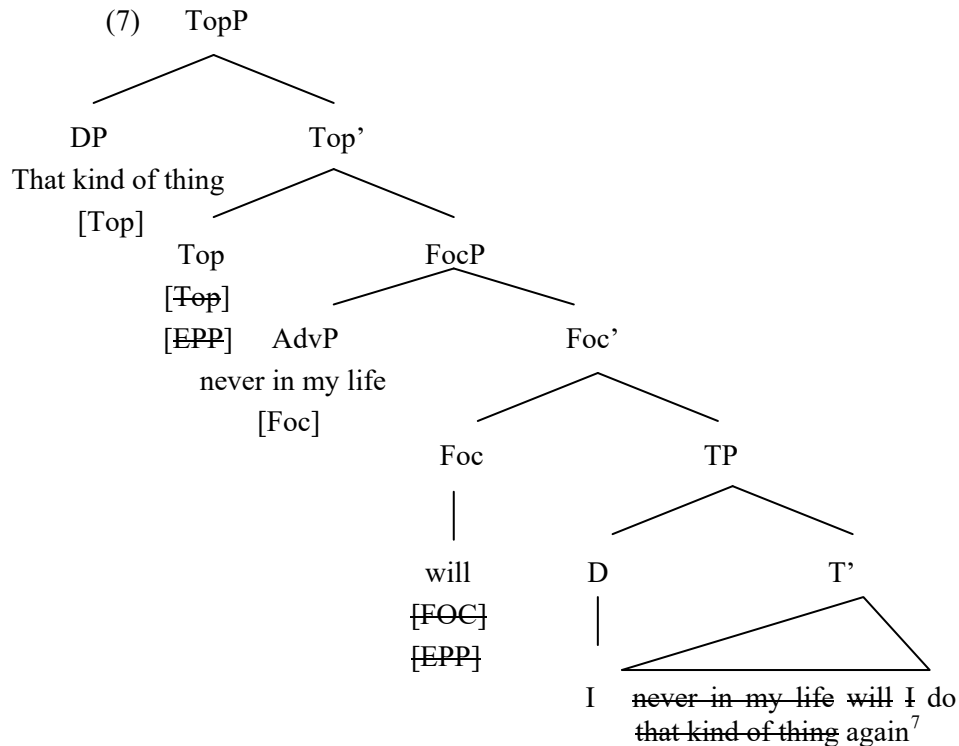 (7) TopP
DP Top’
That kind of thing
[Top]
Top FocP
[Top]
[EPP] AdvP Foc’
never in my life
[Foc]
Foc TP
will D T’
[FOC]
[EPP]
I never in my life will I do
that kind of thing again7